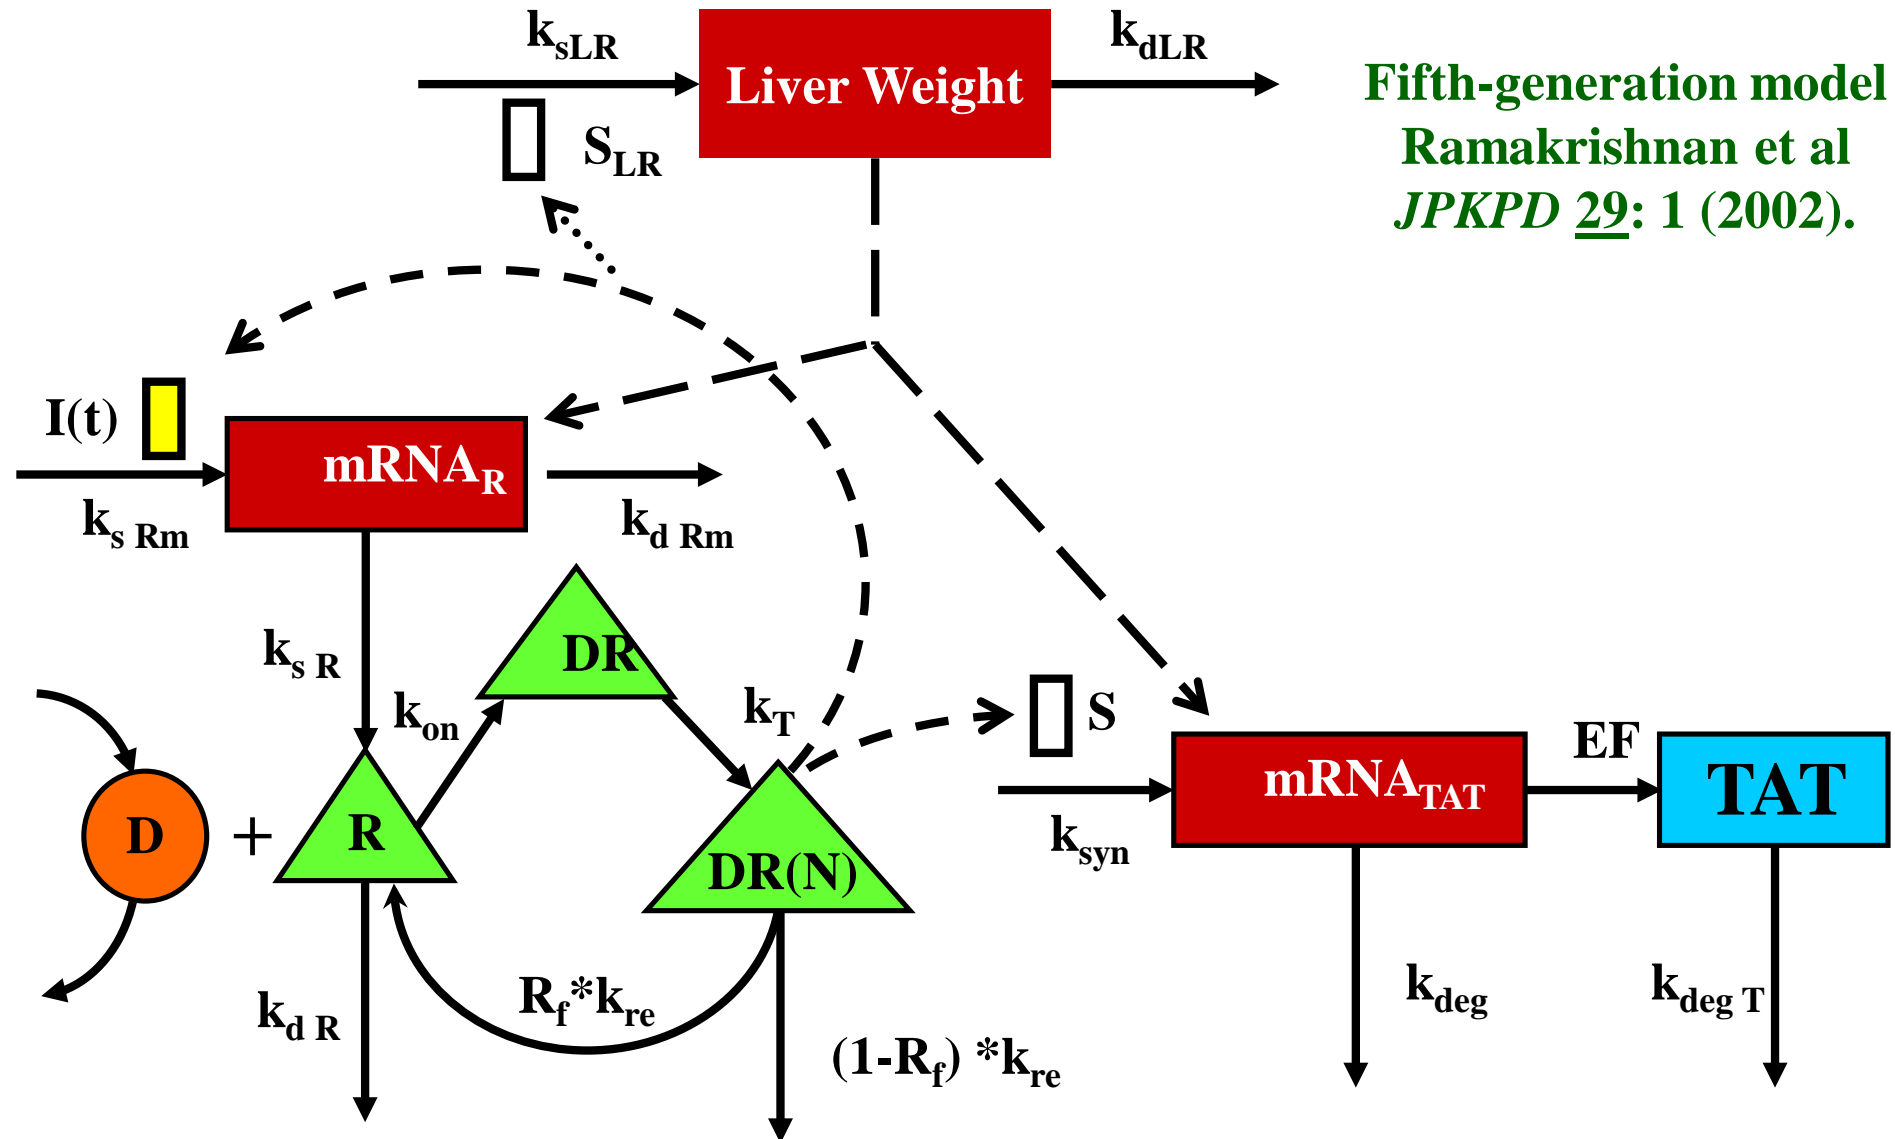 k_sLR
Liver Weight
k_dLR
Fifth-generation model
Ramakrishnan et al
JPKPD 29: 1 (2002).
S_LR
I(t)
mRNA_R
k_s Rm
k_d Rm
k_s R
DR
k_on
k_T
S
EF
D
+
R
DR(N)
k_syn
mRNA_TAT
TAT
k_d R
R_f*k_re
(1-R_f) *k_re
k_deg
k_deg T